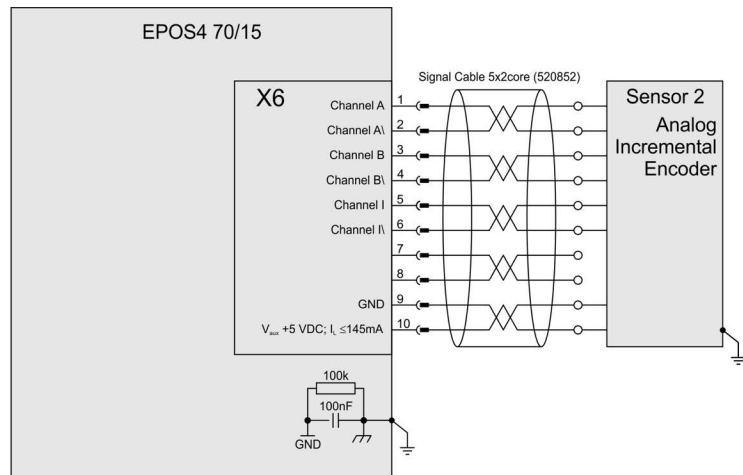 EPOS4 70/15
Signal Cable 5x2core (520852)
X6
Channel A 1
Channel A\ 2
Channel B 3
Channel B\ 4
Channel I 5
Channel I\ 6
7
8
GND 9
Vaux +5 VDC; IL ≤145mA 10
Sensor 2
Analog
Incremental
Encoder
100k
100nF
GND